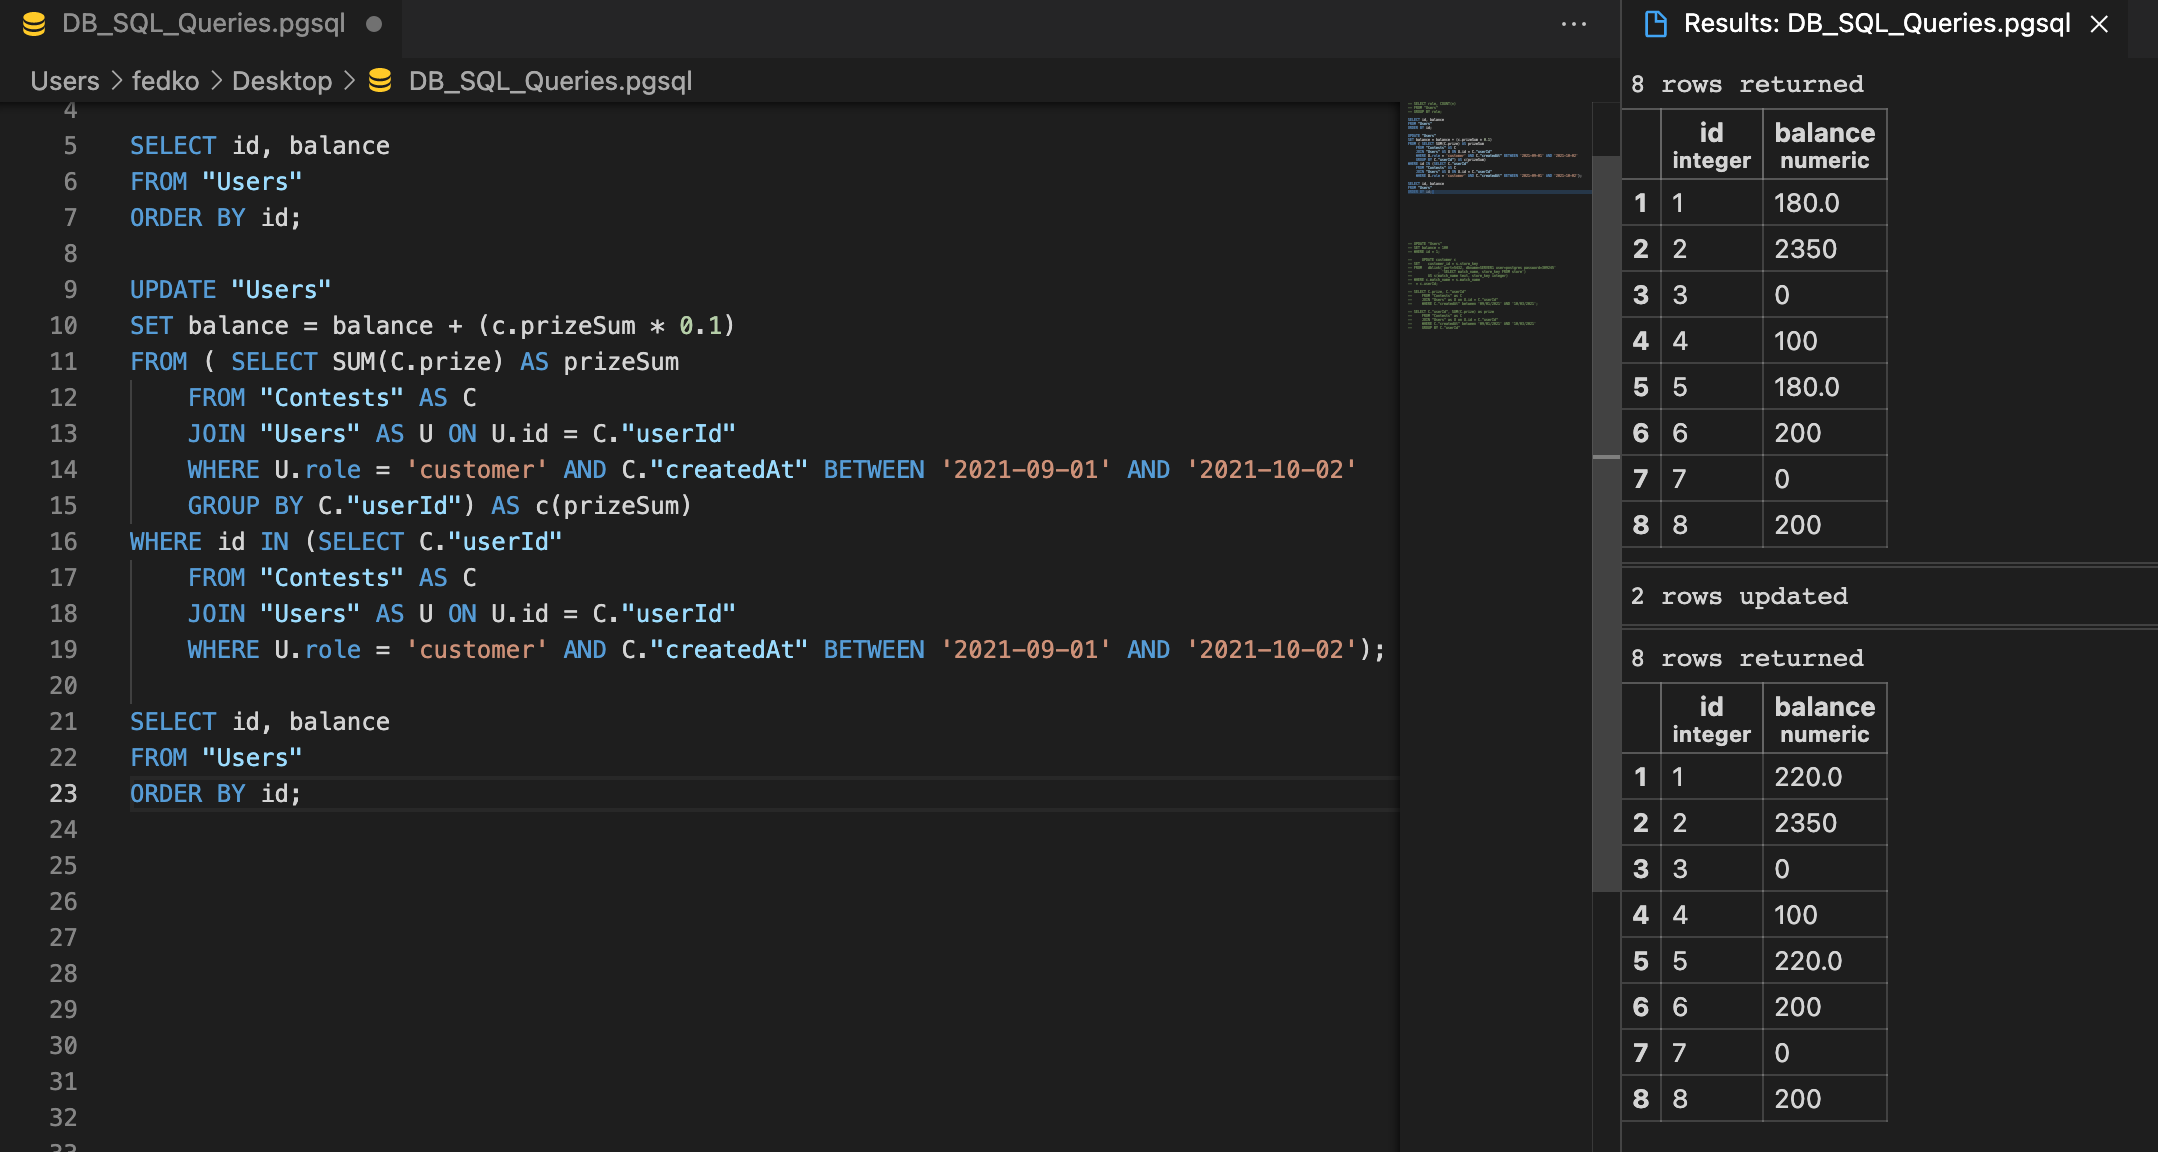 DB_SQL_Queries.pgsql
Users > fedko > Desktop > DB_SQL_Queries.pgsql
4
5 SELECT id, balance
6 FROM "Users"
7 ORDER BY id;
8
9 UPDATE "Users"
10 SET balance = balance + (c.prizeSum * 0.1)
11 FROM ( SELECT SUM(C.prize) AS prizeSum
12 FROM "Contests" AS C
13 JOIN "Users" AS U ON U.id = C."userId"
14 WHERE U.role = 'customer' AND C."createdAt" BETWEEN '2021-09-01' AND '2021-10-02'
15 GROUP BY C."userId") AS c(prizeSum)
16 WHERE id IN (SELECT C."userId"
17 FROM "Contests" AS C
18 JOIN "Users" AS U ON U.id = C."userId"
19 WHERE U.role = 'customer' AND C."createdAt" BETWEEN '2021-09-01' AND '2021-10-02');
20
21 SELECT id, balance
22 FROM "Users"
23 ORDER BY id;
24
25
26
27
28
29
30
31
32
Results: DB_SQL_Queries.pgsql
8 rows returned
id balance
integer numeric
1 1 180.0
2 2 2350
3 3 0
4 4 100
5 5 180.0
6 6 200
7 7 0
8 8 200
2 rows updated
8 rows returned
id balance
integer numeric
1 1 220.0
2 2 2350
3 3 0
4 4 100
5 5 220.0
6 6 200
7 7 0
8 8 200